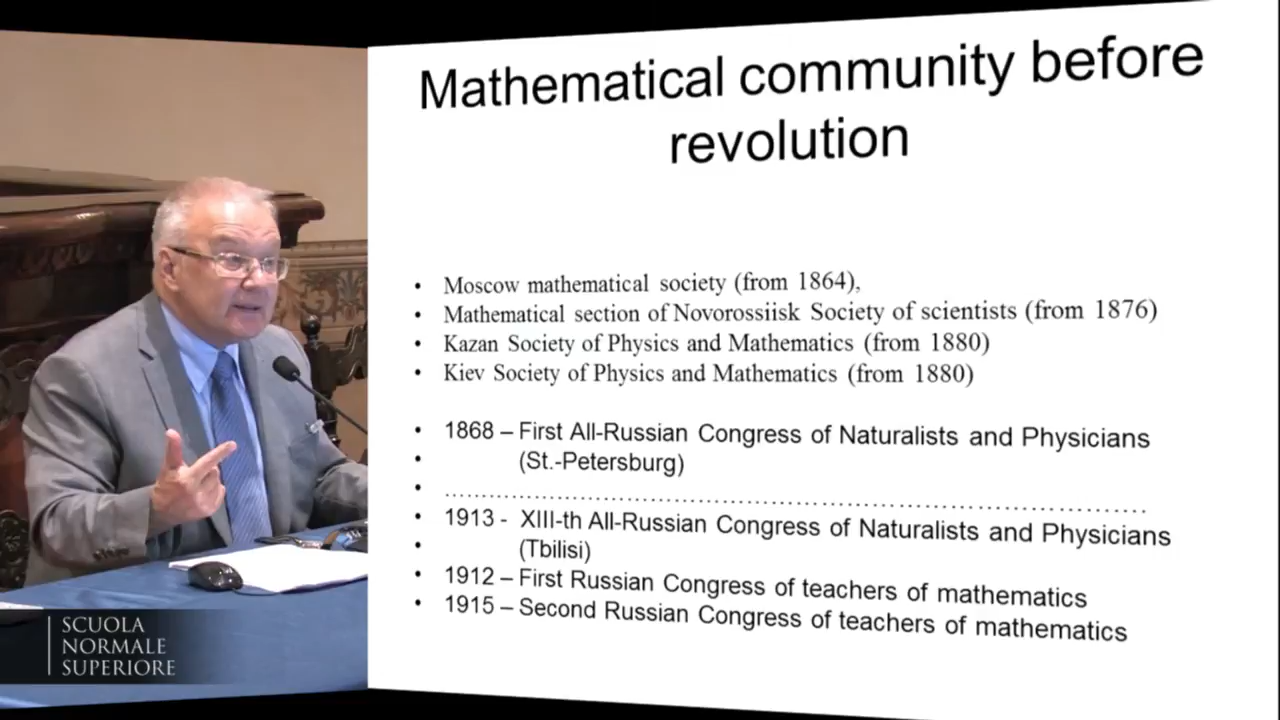 Mathematical community before
revolution
• Moscow mathematical society (from 1864),
• Mathematical section of Novorossiisk Society of scientists (from 1876)
• Kazan Society of Physics and Mathematics (from 1880)
• Kiev Society of Physics and Mathematics (from 1880)
• 1868 – First All-Russian Congress of Naturalists and Physicians
• (St.-Petersburg)
• ……………………………………………………………………………
• 1913 - XIII-th All-Russian Congress of Naturalists and Physicians
• (Tbilisi)
• 1912 – First Russian Congress of teachers of mathematics
• 1915 – Second Russian Congress of teachers of mathematics
SCUOLA
NORMALE
SUPERIORE